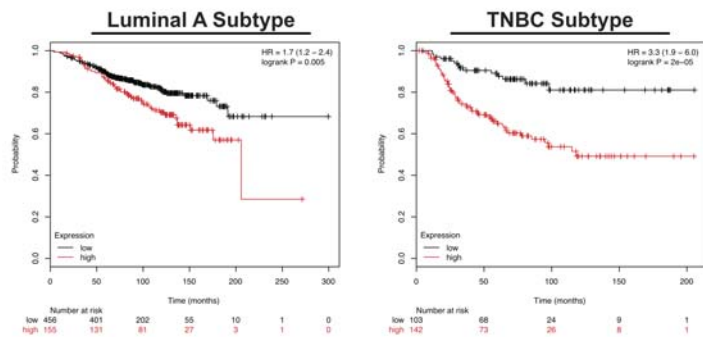 Luminal A Subtype
HR = 1.7 (1.2 − 2.4)
logrank P = 0.005
Probability
1.0
0.8
0.6
0.4
0.2
0.0
Expression
low
high
0 50 100 150 200 250 300
Time (months)
Number at risk
low 456 401 202 55 10 1 0
high 155 131 81 27 3 1 0
TNBC Subtype
HR = 3.3 (1.9 − 6.0)
logrank P = 2e−05
Probability
1.0
0.8
0.6
0.4
0.2
0.0
Expression
low
high
0 50 100 150 200
Time (months)
Number at risk
low 103 68 24 9 1
high 142 73 26 8 1